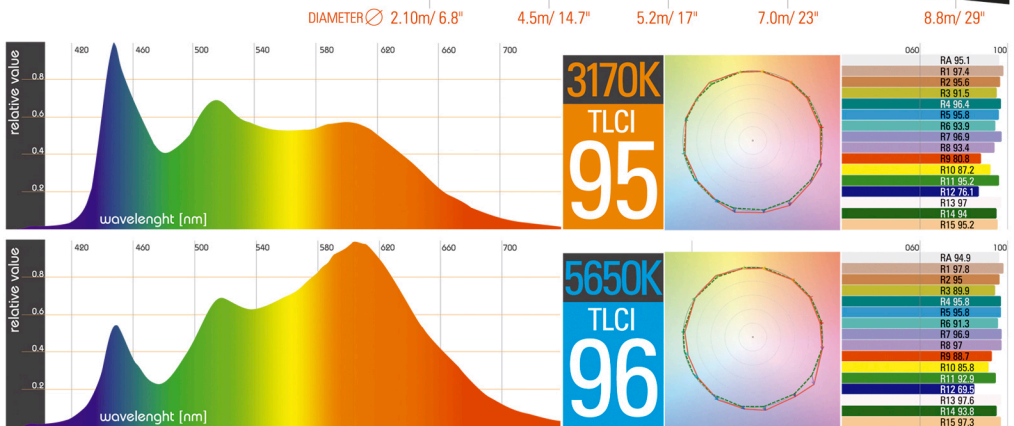 DIAMETER∅ 2.10m/ 6.8" 4.5m/ 14.7" 5.2m/ 17" 7.0m/ 23" 8.8m/ 29"
relative value
420 460 500 540 580 620 660 700
0.8
0.6
0.4
0.2
wavelenght [nm]
3170K
TLCI
95
060 100
RA 95.1
R1 97.4
R2 95.6
R3 91.5
R4 96.4
R5 95.8
R6 93.9
R7 96.9
R8 93.4
R9 80.8
R10 87.2
R11 95.2
R12 76.1
R13 97
R14 94
R15 95.2
relative value
420 460 500 540 580 620 660 700
0.8
0.6
0.4
0.2
wavelenght [nm]
5650K
TLCI
96
060 100
RA 94.9
R1 97.8
R2 95
R3 89.9
R4 95.8
R5 95.8
R6 91.3
R7 96.9
R8 97
R9 88.7
R10 85.8
R11 92.9
R12 69.5
R13 97.6
R14 93.8
R15 97.3